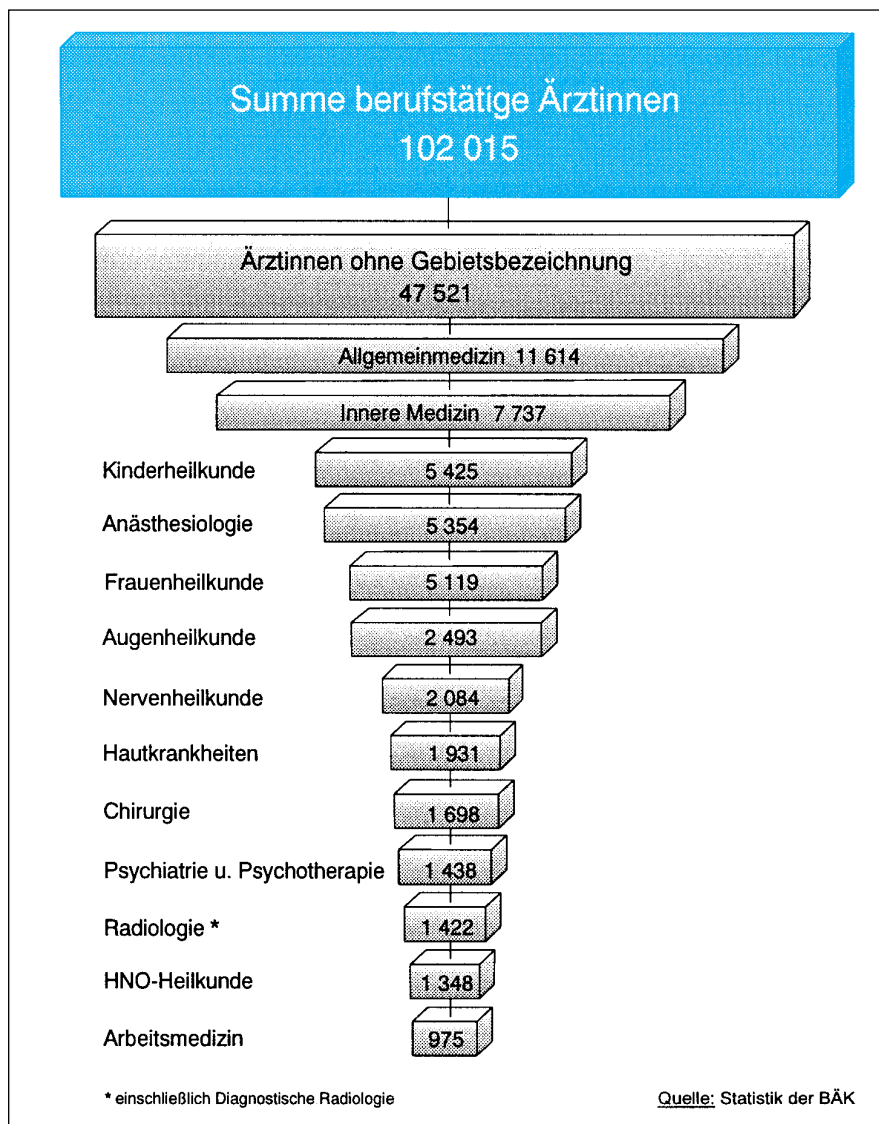 Summe berufstätige Ärztinnen
102 015
Ärztinnen ohne Gebietsbezeichnung
47 521
Allgemeinmedizin 11 614
Innere Medizin 7 737
Kinderheilkunde 5 425
Anästhesiologie 5 354
Frauenheilkunde 5 119
Augenheilkunde 2 493
Nervenheilkunde 2 084
Hautkrankheiten 1 931
Chirurgie 1 698
Psychiatrie u. Psychotherapie 1 438
Radiologie * 1 422
HNO-Heilkunde 1 348
Arbeitsmedizin 975
* einschließlich Diagnostische Radiologie Quelle: Statistik der BÄK